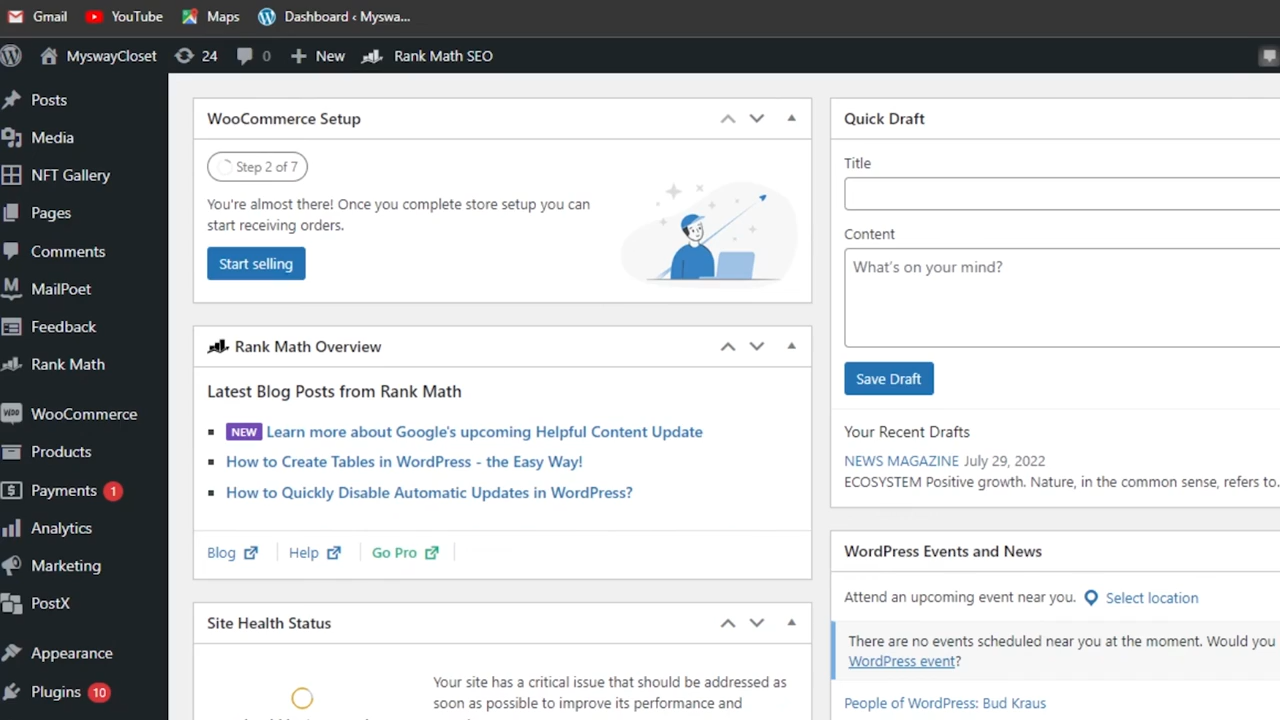 Gmail YouTube Maps Dashboard ‹ Myswa...
MyswayCloset 24 0 New Rank Math SEO
Posts
Media
NFT Gallery
Pages
Comments
MailPoet
Feedback
Rank Math
WooCommerce
Products
Payments 1
Analytics
Marketing
PostX
Appearance
Plugins 10
WooCommerce Setup
Step 2 of 7
You're almost there! Once you complete store setup you can
start receiving orders.
Start selling
Rank Math Overview
Latest Blog Posts from Rank Math
NEW Learn more about Google's upcoming Helpful Content Update
How to Create Tables in WordPress - the Easy Way!
How to Quickly Disable Automatic Updates in WordPress?
Blog Help Go Pro
Site Health Status
Your site has a critical issue that should be addressed as
soon as possible to improve its performance and
Quick Draft
Title
Content
What's on your mind?
Save Draft
Your Recent Drafts
NEWS MAGAZINE July 29, 2022
ECOSYSTEM Positive growth. Nature, in the common sense, refers to...
WordPress Events and News
Attend an upcoming event near you. Select location
There are no events scheduled near you at the moment. Would you
WordPress event?
People of WordPress: Bud Kraus